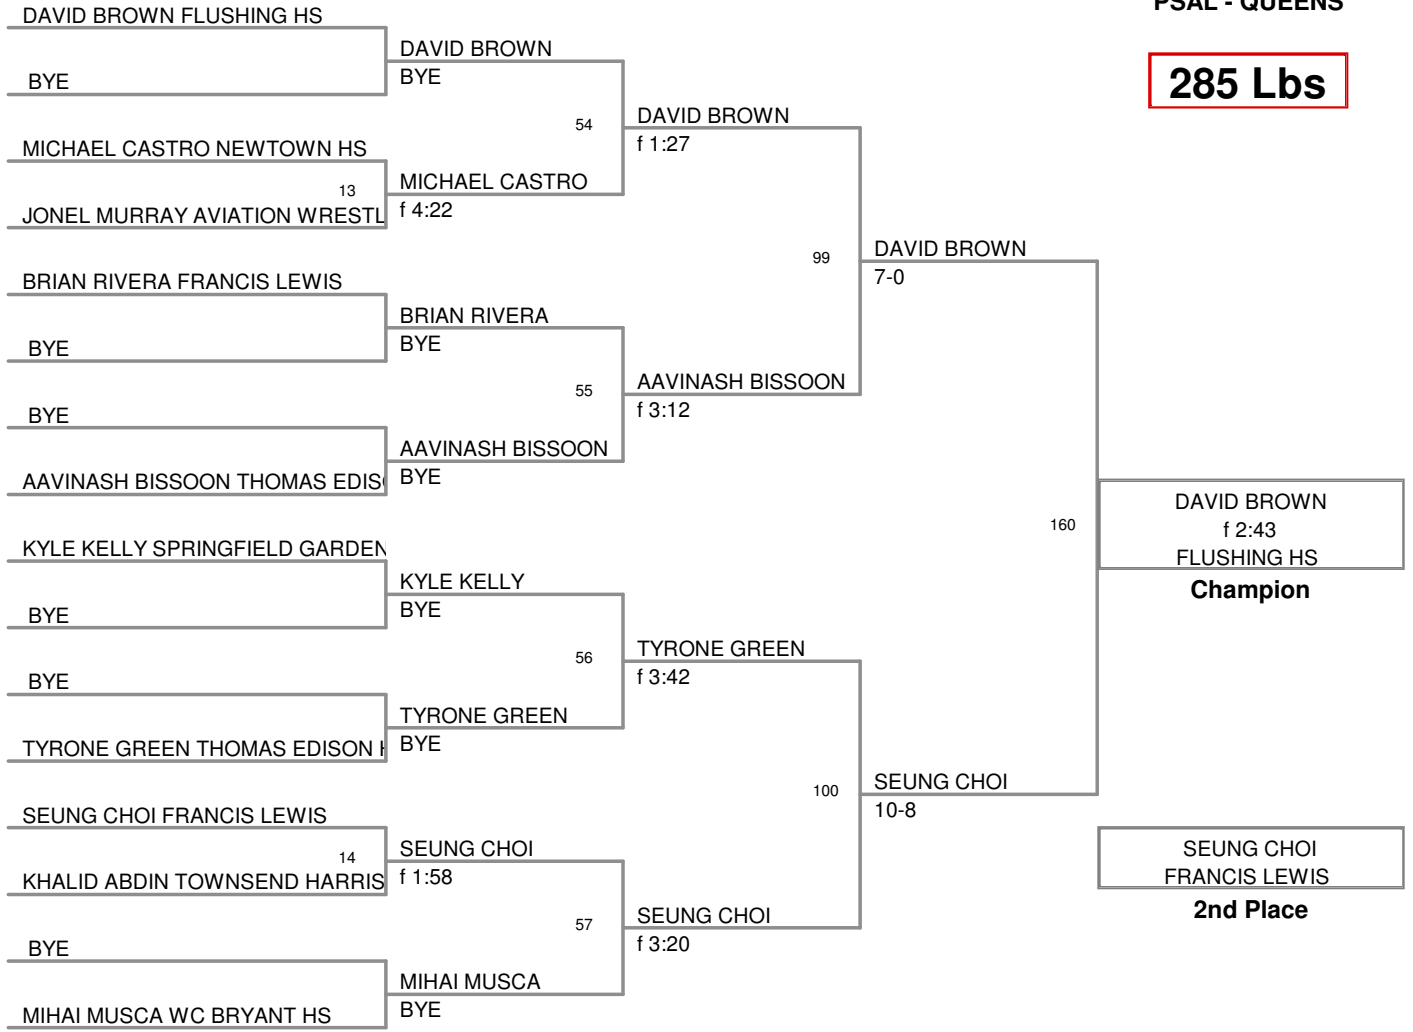 PSAL - QUEENS
285 Lbs
DAVID BROWN FLUSHING HS
BYE
MICHAEL CASTRO NEWTOWN HS
13
JONEL MURRAY AVIATION WRESTL
BRIAN RIVERA FRANCIS LEWIS
BYE
BYE
AAVINASH BISSOON THOMAS EDIS
KYLE KELLY SPRINGFIELD GARDEN
BYE
BYE
TYRONE GREEN THOMAS EDISON
SEUNG CHOI FRANCIS LEWIS
14
KHALID ABDIN TOWNSEND HARRIS
BYE
MIHAI MUSCA WC BRYANT HS
DAVID BROWN
BYE
54
MICHAEL CASTRO
f 4:22
BRIAN RIVERA
BYE
55
AAVINASH BISSOON
BYE
KYLE KELLY
BYE
56
TYRONE GREEN
BYE
SEUNG CHOI
f 1:58
57
MIHAI MUSCA
BYE
DAVID BROWN
f 1:27
99
AAVINASH BISSOON
f 3:12
TYRONE GREEN
f 3:42
100
SEUNG CHOI
f 3:20
DAVID BROWN
7-0
160
SEUNG CHOI
10-8
DAVID BROWN
f 2:43
FLUSHING HS
Champion
SEUNG CHOI
FRANCIS LEWIS
2nd Place